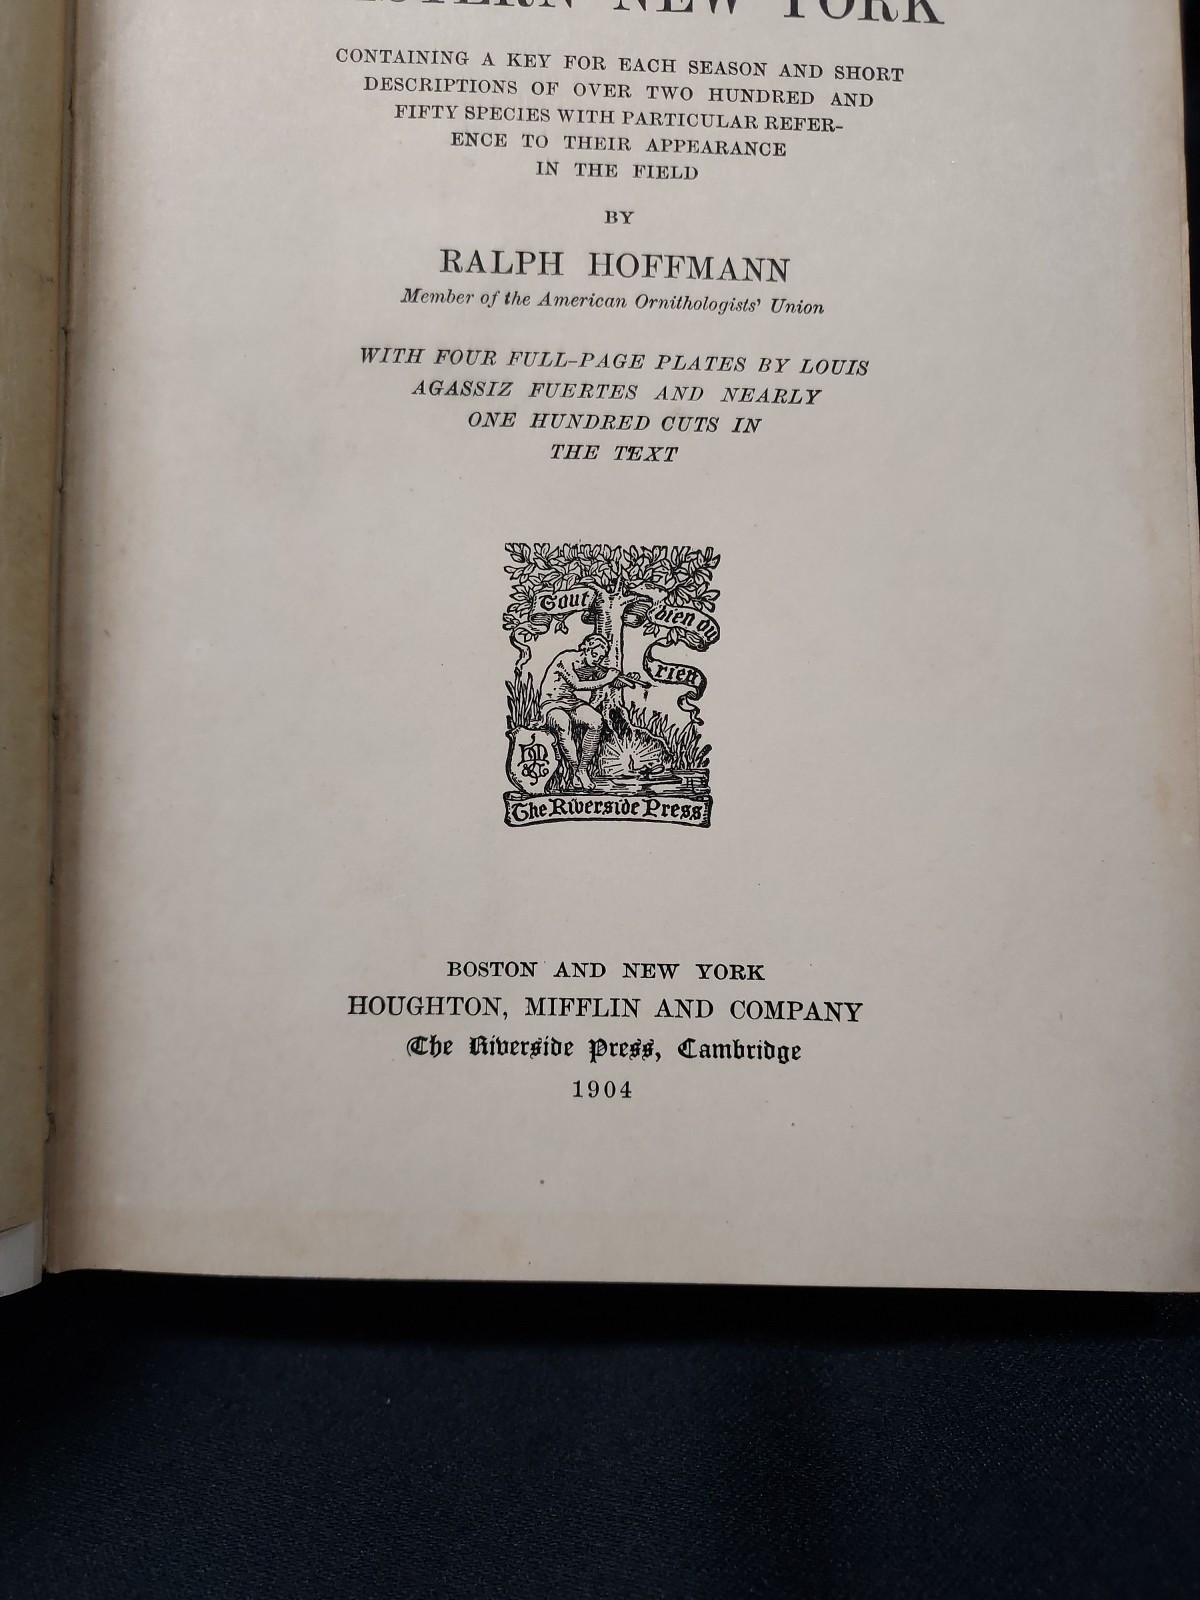 NEW YORK
CONTAINING A KEY FOR EACH SEASON AND SHORT
DESCRIPTIONS OF OVER TWO HUNDRED AND
FIFTY SPECIES WITH PARTICULAR REFER-
ENCE TO THEIR APPEARANCE
IN THE FIELD
BY
RALPH HOFFMANN
Member of the American Ornithologists' Union
WITH FOUR FULL-PAGE PLATES BY LOUIS
AGASSIZ FUERTES AND NEARLY
ONE HUNDRED CUTS IN
THE TEXT
Tout
bien ou
rien
The Riverside Press
BOSTON AND NEW YORK
HOUGHTON, MIFFLIN AND COMPANY
The Riverside Press, Cambridge
1904